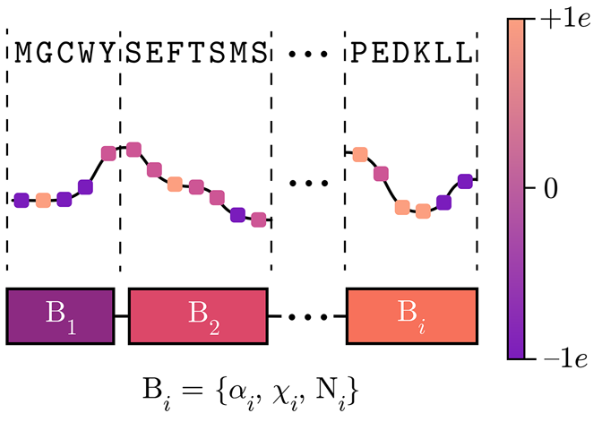 MGCWY SEFTSMS ··· PEDKLL
+1e
···
0
B₁ B₂ ··· Bᵢ
−1e
Bᵢ = {αᵢ, χᵢ, Nᵢ}